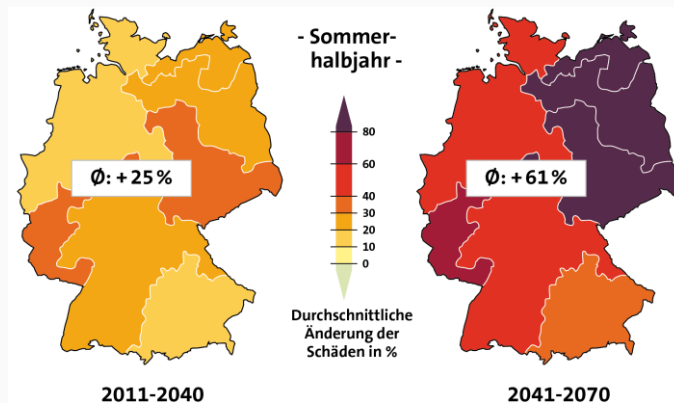 - Sommer-
halbjahr -
Ø: +25 %
80
60
40
30
20
10
0
Ø: +61 %
Durchschnittliche
Änderung der
Schäden in %
2011-2040
2041-2070